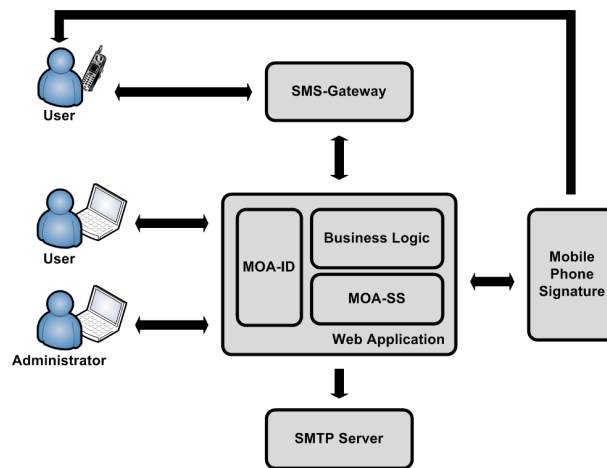 SMS-Gateway
User
User
MOA-ID
Business Logic
MOA-SS
Web Application
Mobile
Phone
Signature
Administrator
SMTP Server